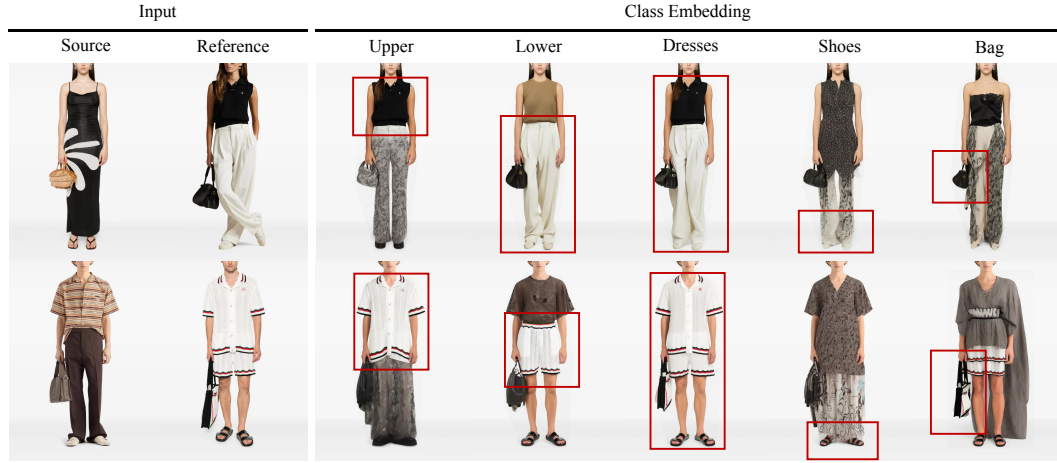 Input Class Embedding
Source Reference Upper Lower Dresses Shoes Bag